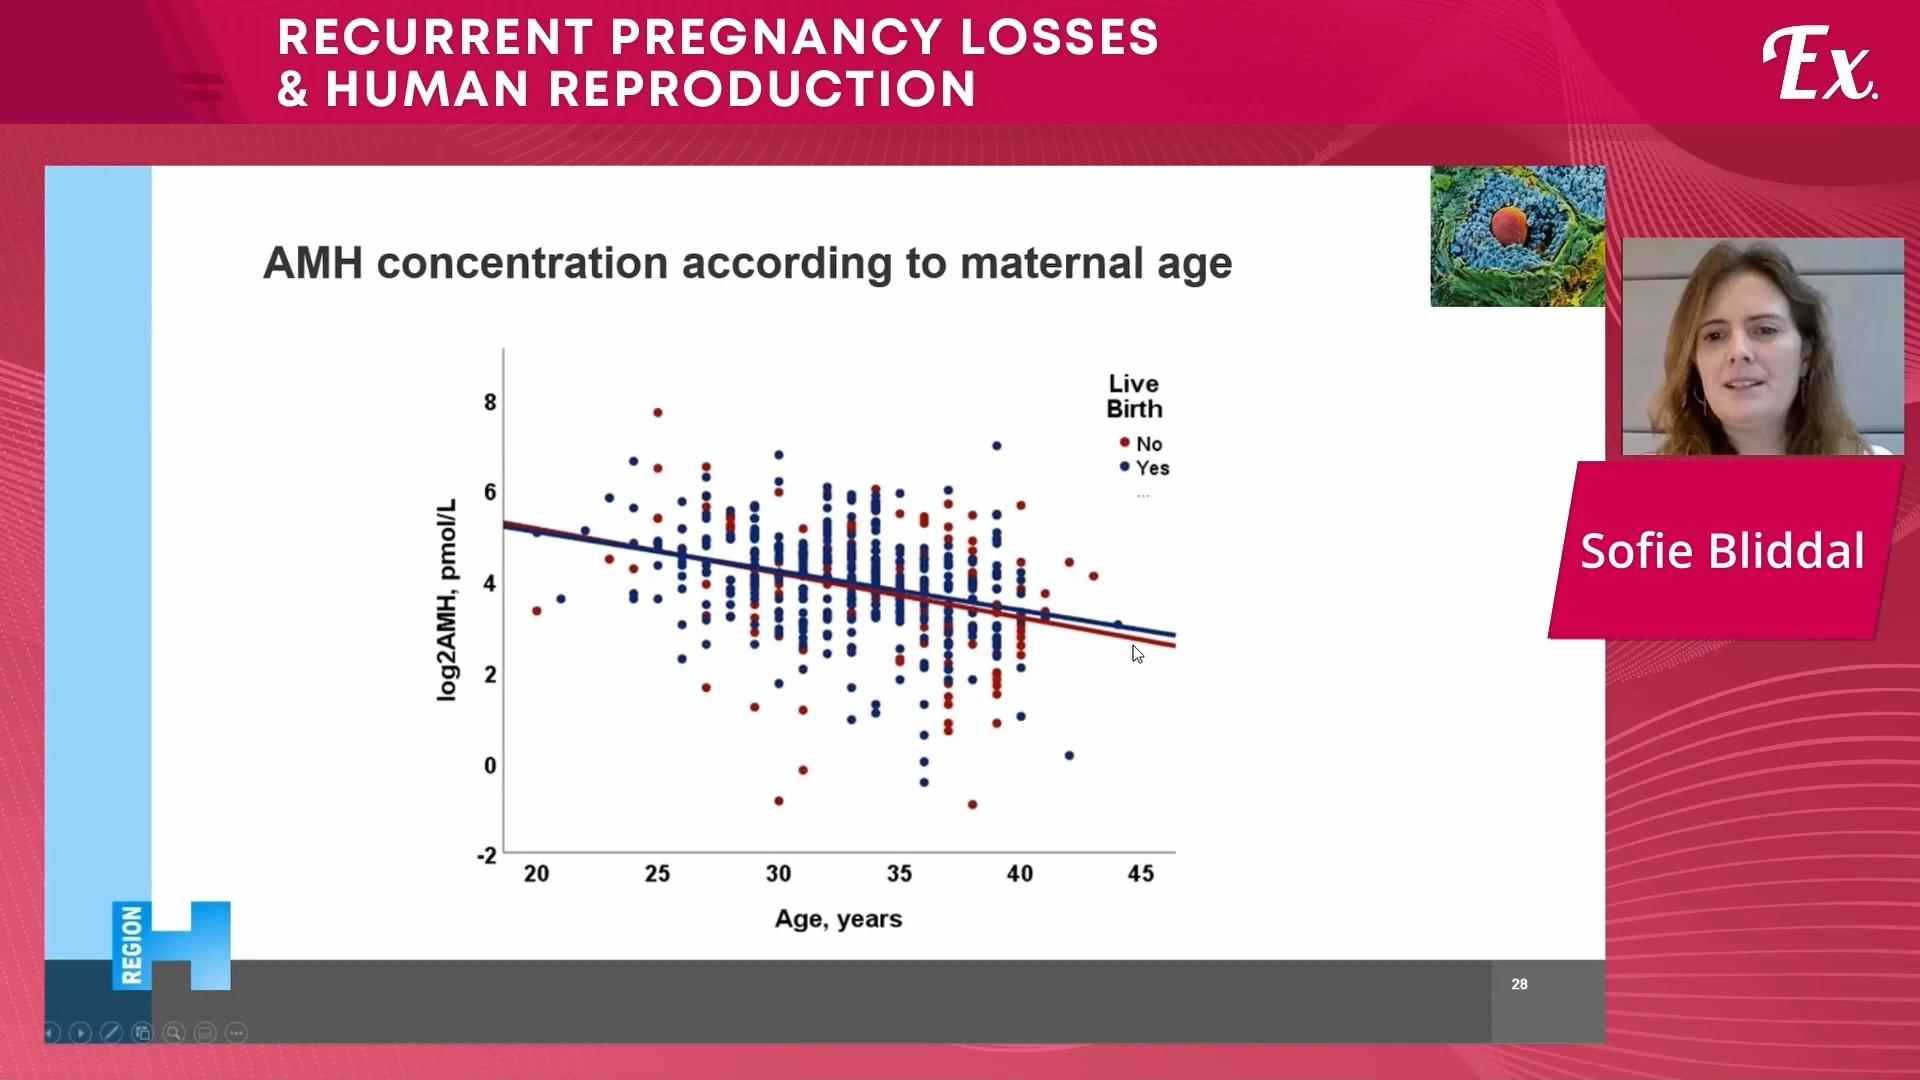 RECURRENT PREGNANCY LOSSES
& HUMAN REPRODUCTION
Ex.
AMH concentration according to maternal age
Live
Birth
No
Yes
...
8
6
4
2
0
-2
log2AMH, pmol/L
20 25 30 35 40 45
Age, years
Sofie Bliddal
REGION
H
28